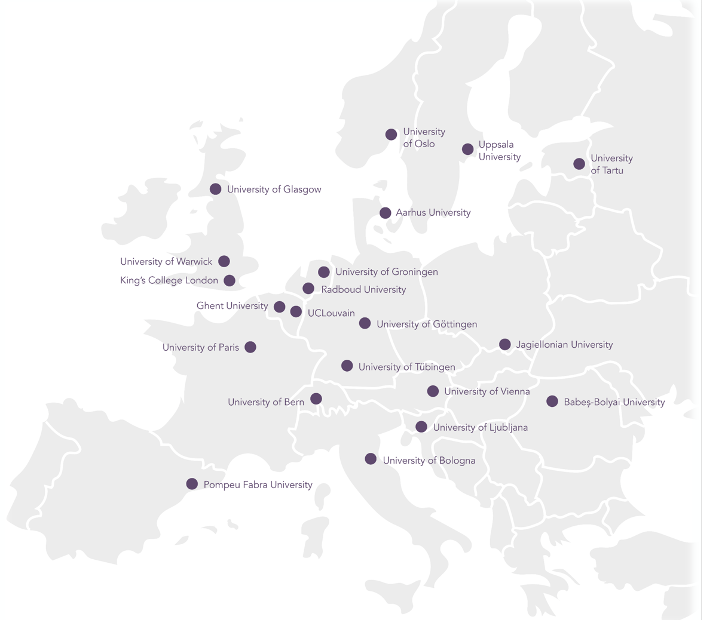 University
of Oslo
Uppsala
University
University
of Tartu
University of Glasgow
Aarhus University
University of Warwick
King's College London
University of Groningen
Radboud University
Ghent University
UCLouvain
University of Göttingen
University of Paris
Jagiellonian University
University of Tübingen
University of Vienna
University of Bern
Babeș-Bolyai University
University of Ljubljana
University of Bologna
Pompeu Fabra University